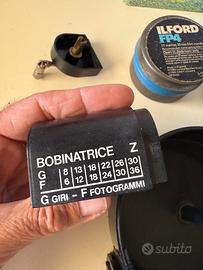 ILFORD
FP4
BOBINATRICE Z
G 8 13 18 22 26 30
F 6 12 18 24 30 36
G GIRI - F FOTOGRAMMI
subito